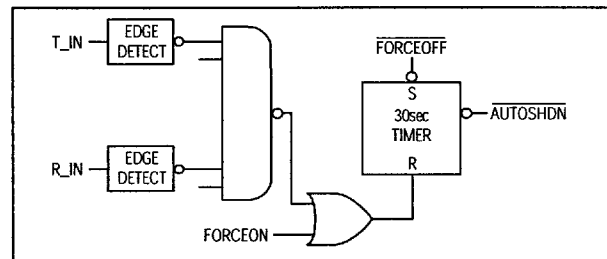 T_IN
EDGE
DETECT
FORCEOFF
S
30sec
TIMER
R
AUTOSHDN
R_IN
EDGE
DETECT
FORCEON